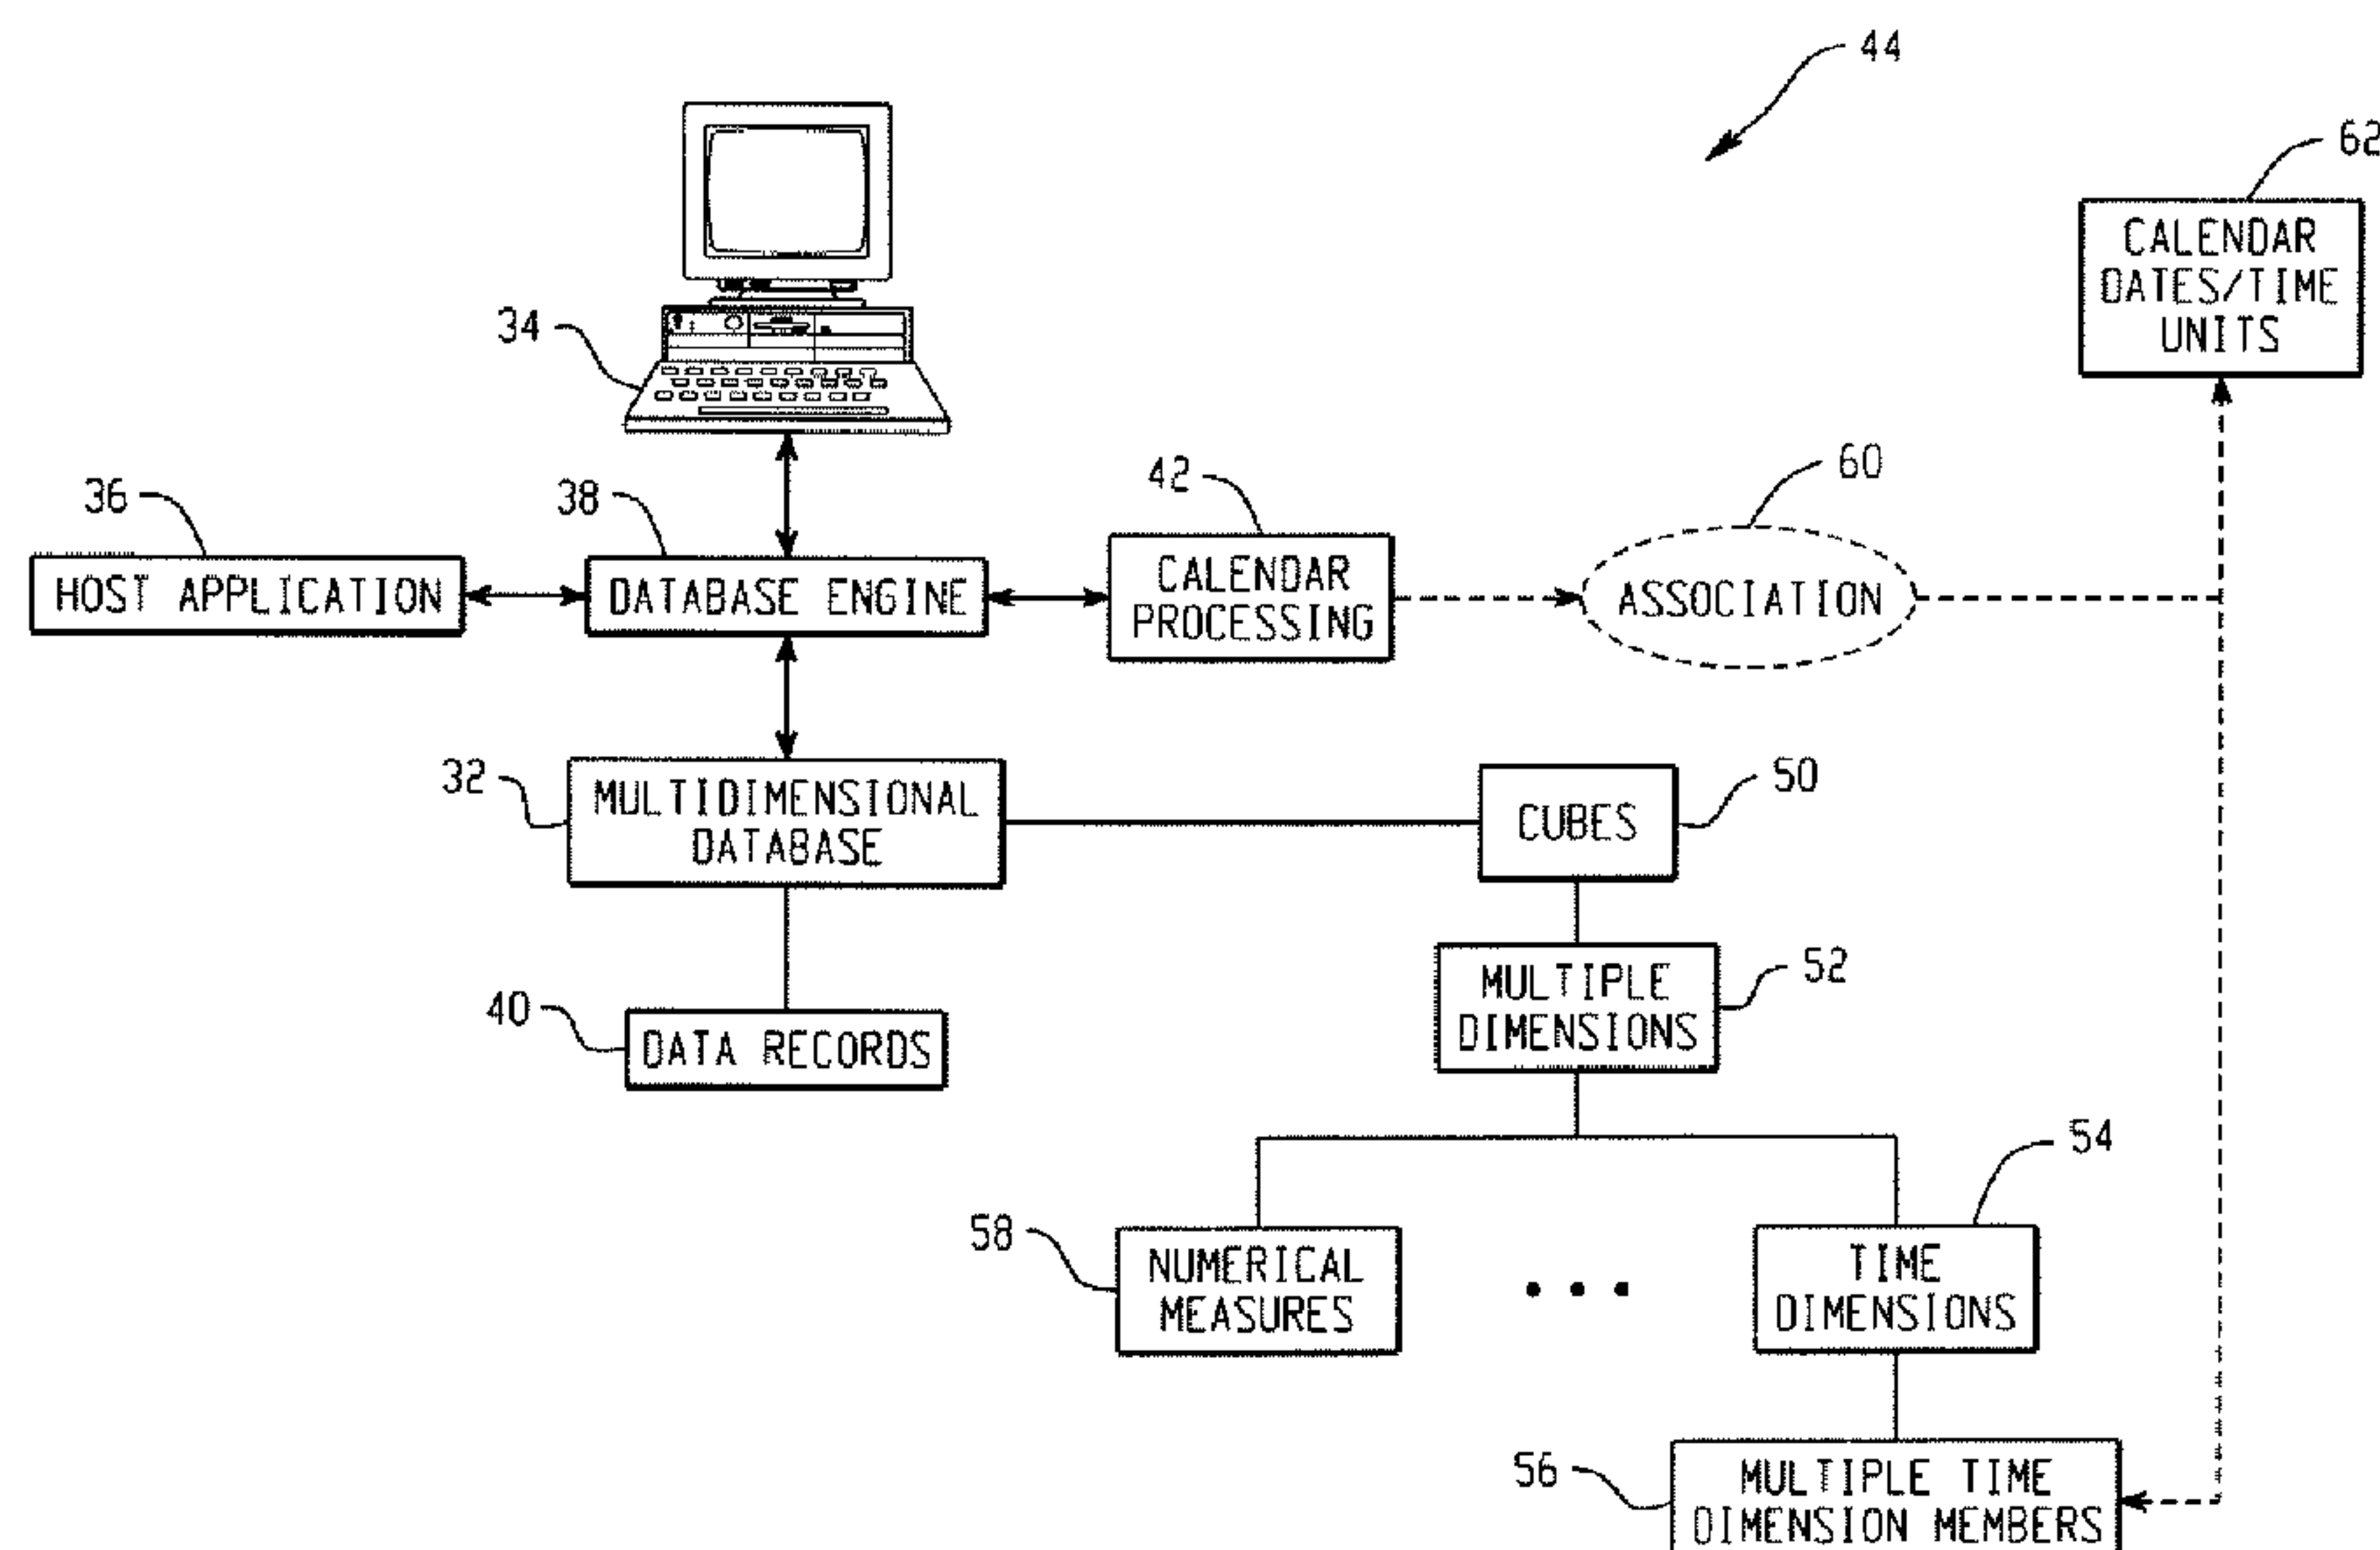 44
62
CALENDAR
DATES/TIME
UNITS
34
36
38
42
60
HOST APPLICATION
DATABASE ENGINE
CALENDAR
PROCESSING
ASSOCIATION
32
MULTIDIMENSIONAL
DATABASE
CUBES
50
40
DATA RECORDS
MULTIPLE
DIMENSIONS
52
54
58
NUMERICAL
MEASURES
• • •
TIME
DIMENSIONS
56
MULTIPLE TIME
DIMENSION MEMBERS